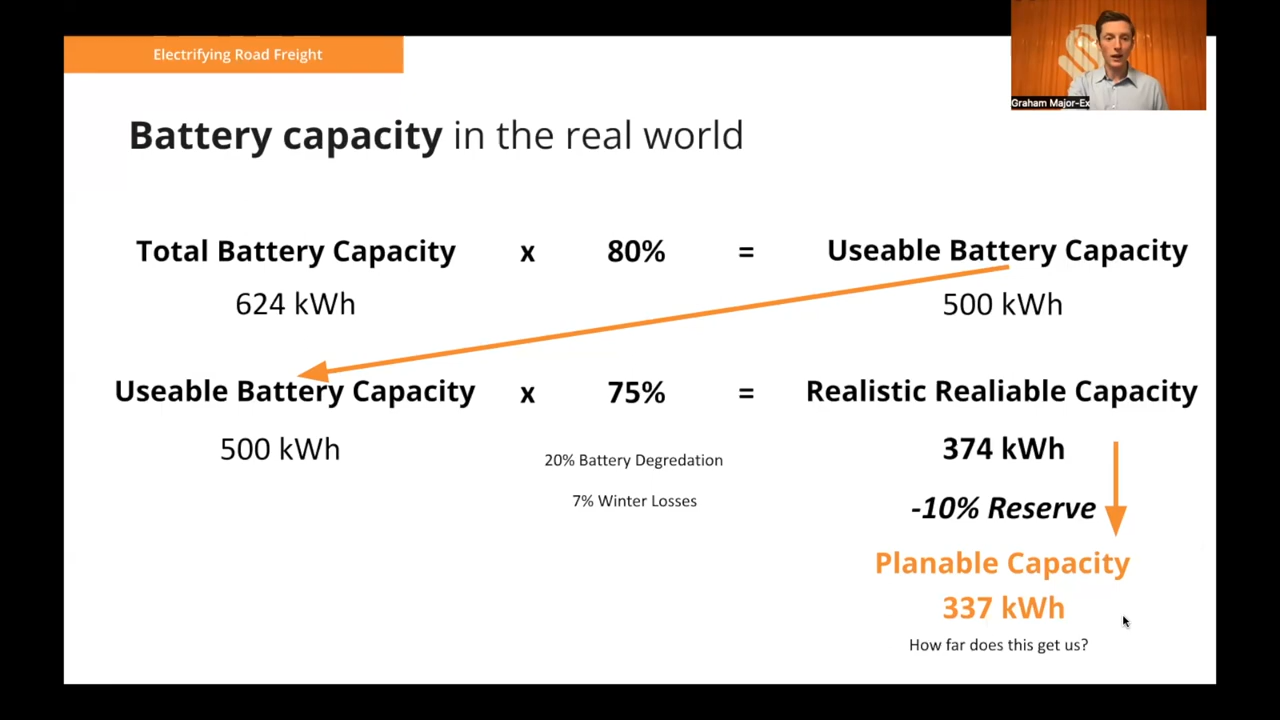 Electrifying Road Freight
Graham Major-Ex
Battery capacity in the real world
Total Battery Capacity x 80% = Useable Battery Capacity
624 kWh 500 kWh
Useable Battery Capacity x 75% = Realistic Realiable Capacity
500 kWh 374 kWh
20% Battery Degredation
7% Winter Losses
-10% Reserve
Planable Capacity
337 kWh
How far does this get us?